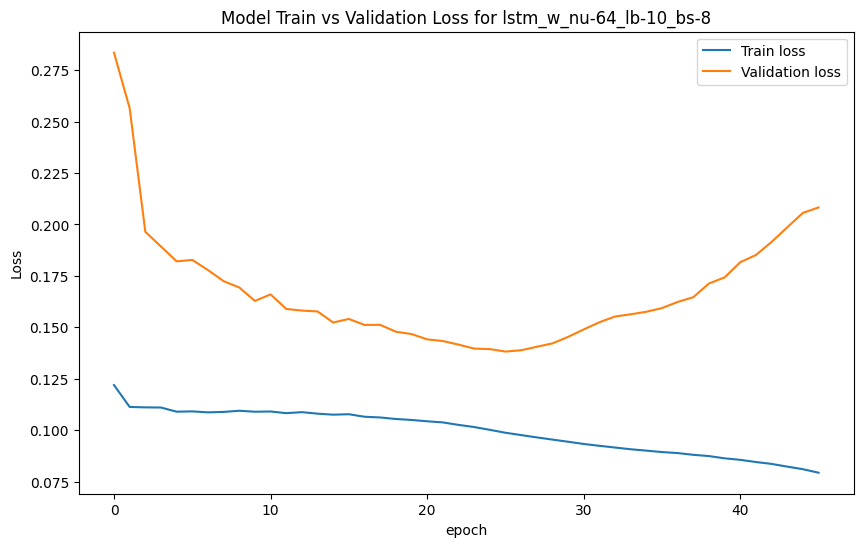 Model Train vs Validation Loss for lstm_w_nu-64_lb-10_bs-8
Train loss
Validation loss
0.275
0.250
0.225
0.200
0.175
0.150
0.125
0.100
0.075
Loss
0 10 20 30 40
epoch